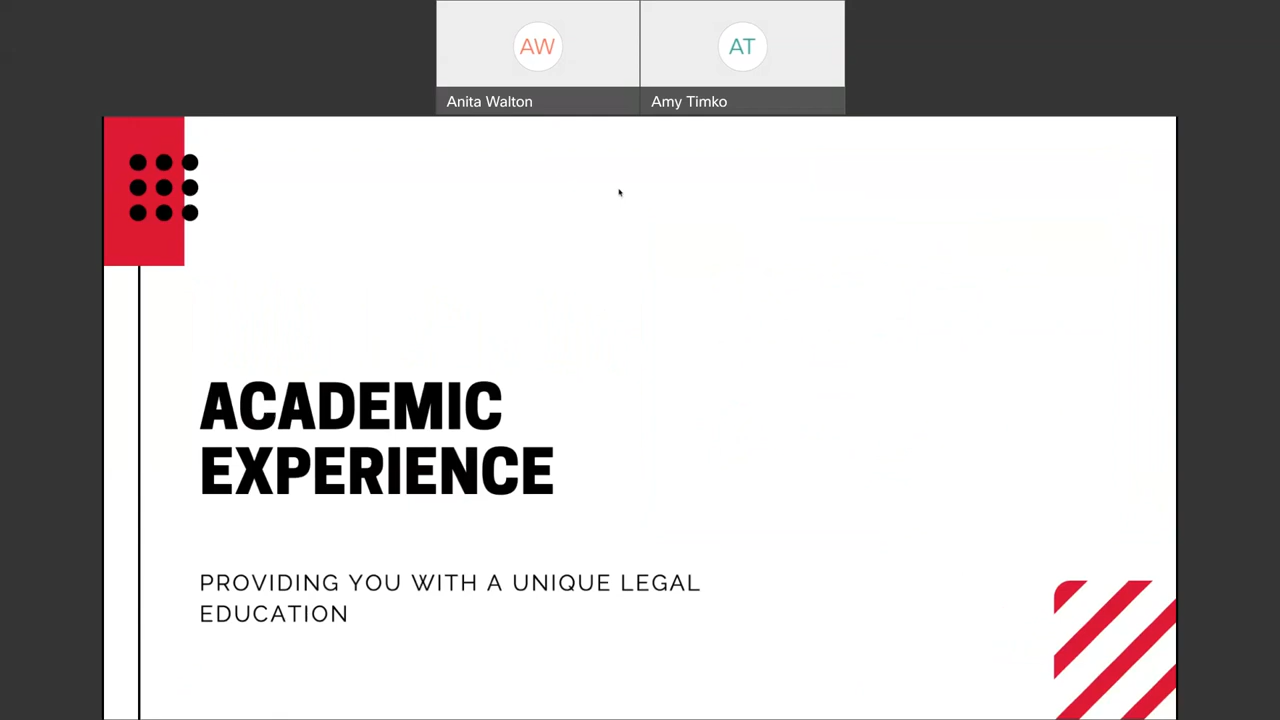 AW
AT
Anita Walton
Amy Timko
ACADEMIC
EXPERIENCE
PROVIDING YOU WITH A UNIQUE LEGAL
EDUCATION